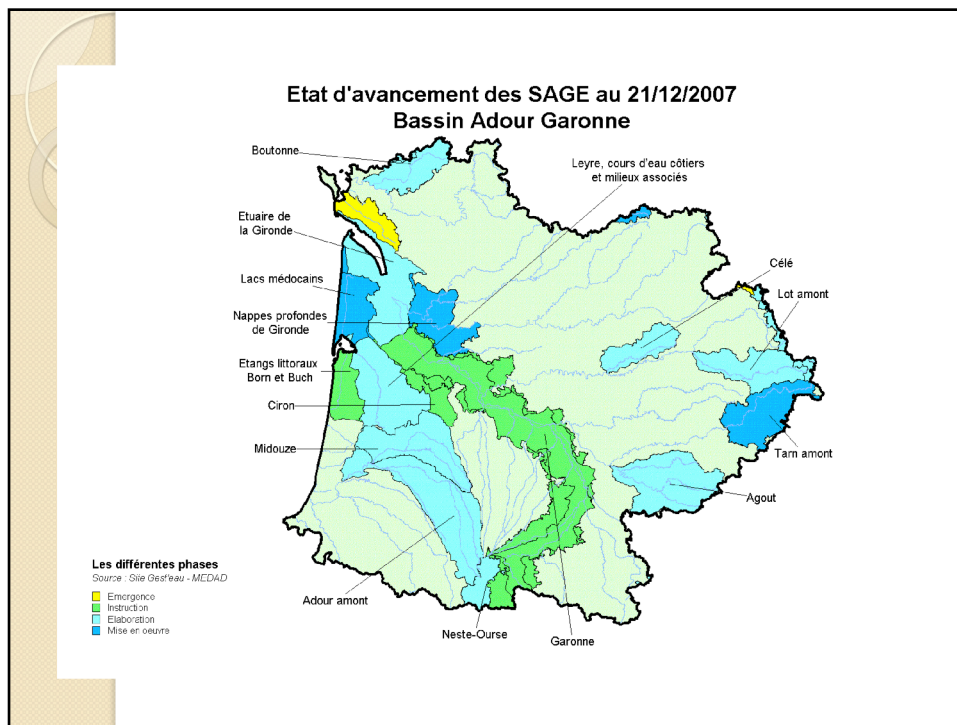 Etat d'avancement des SAGE au 21/12/2007
Bassin Adour Garonne
Boutonne
Leyre, cours d'eau côtiers
et milieux associés
Etuaire de
la Gironde
Célé
Lacs médocains
Lot amont
Nappes profondes
de Gironde
Etangs littoraux
Born et Buch
Ciron
Midouze
Tarn amont
Agout
Les différentes phases
Source : Site Gest'eau - MEDAD
Emergence
Instruction
Elaboration
Mise en oeuvre
Adour amont
Neste-Ourse
Garonne